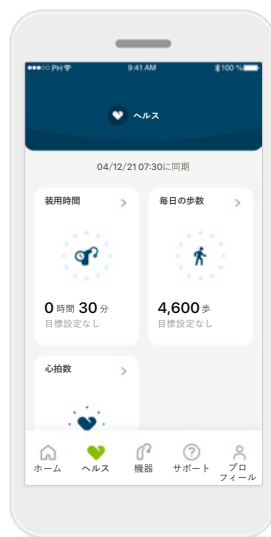 ●●●○○ PH 9:41 AM 100 %
ヘルス
04/12/21 07:30に同期
装用時間
毎日の歩数
0 時間 30 分
4,600 歩
目標設定なし
目標設定なし
心拍数
ホーム
ヘルス
機器
サポート
プロ
フィール